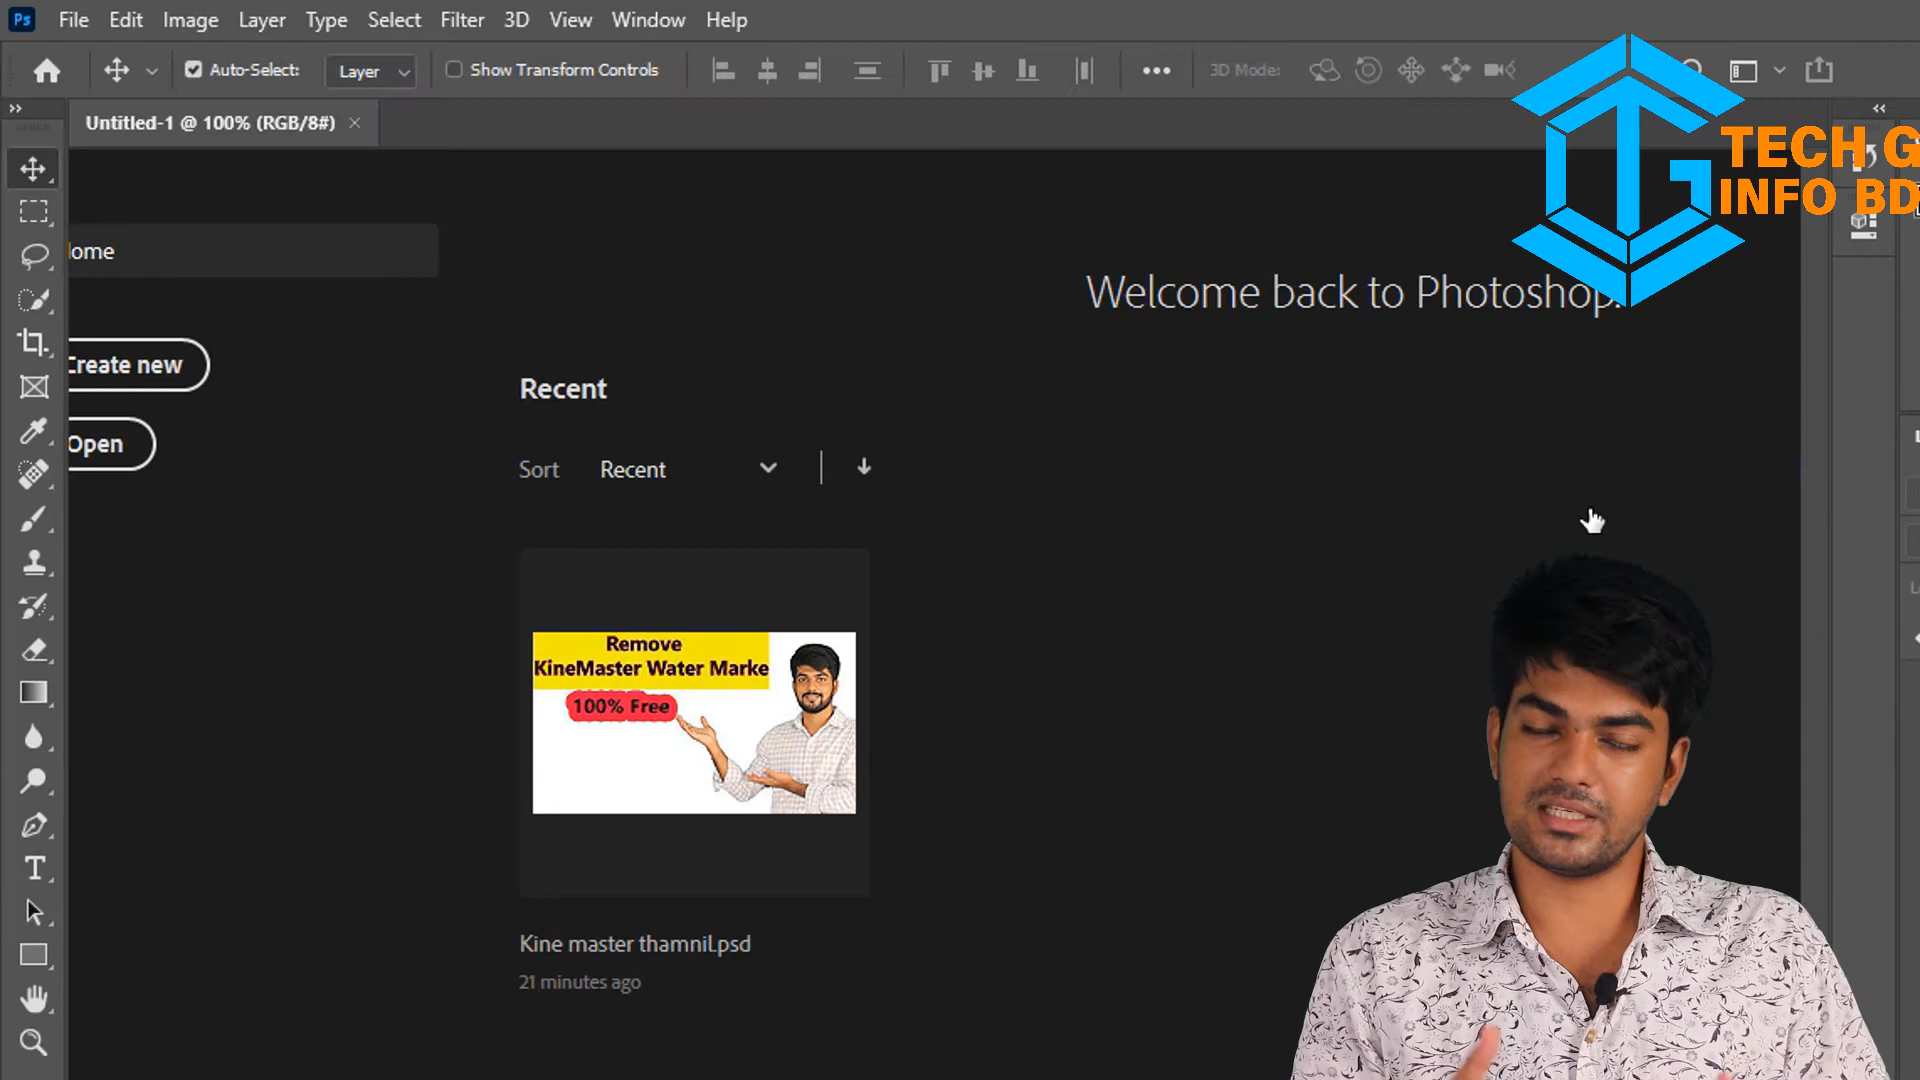 Ps File Edit Image Layer Type Select Filter 3D View Window Help
Auto-Select: Layer Show Transform Controls 3D Mode:
Untitled-1 @ 100% (RGB/8#)
TECH G
INFO BD
ome
Welcome back to Photoshop.
Create new
Recent
Open
Sort Recent
Remove
KineMaster Water Marke
100% Free
Kine master thamnil.psd
21 minutes ago